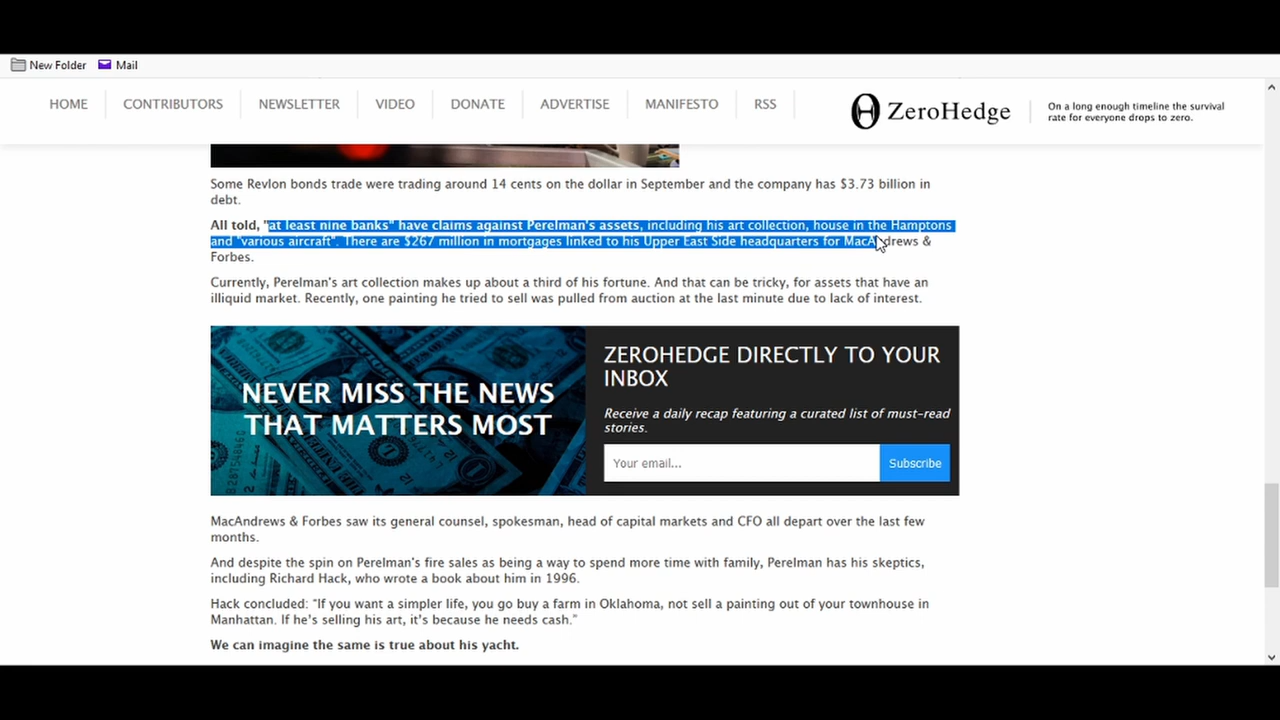 New Folder Mail
HOME CONTRIBUTORS NEWSLETTER VIDEO DONATE ADVERTISE MANIFESTO RSS
ZeroHedge
On a long enough timeline the survival
rate for everyone drops to zero.
Some Revlon bonds trade were trading around 14 cents on the dollar in September and the company has $3.73 billion in
debt.
All told, "at least nine banks" have claims against Perelman's assets, including his art collection, house in the Hamptons
and "various aircraft". There are $267 million in mortgages linked to his Upper East Side headquarters for MacAndrews &
Forbes.
Currently, Perelman's art collection makes up about a third of his fortune. And that can be tricky, for assets that have an
illiquid market. Recently, one painting he tried to sell was pulled from auction at the last minute due to lack of interest.
NEVER MISS THE NEWS
THAT MATTERS MOST
ZEROHEDGE DIRECTLY TO YOUR
INBOX
Receive a daily recap featuring a curated list of must-read
stories.
Your email...
Subscribe
MacAndrews & Forbes saw its general counsel, spokesman, head of capital markets and CFO all depart over the last few
months.
And despite the spin on Perelman's fire sales as being a way to spend more time with family, Perelman has his skeptics,
including Richard Hack, who wrote a book about him in 1996.
Hack concluded: “If you want a simpler life, you go buy a farm in Oklahoma, not sell a painting out of your townhouse in
Manhattan. If he’s selling his art, it’s because he needs cash.”
We can imagine the same is true about his yacht.